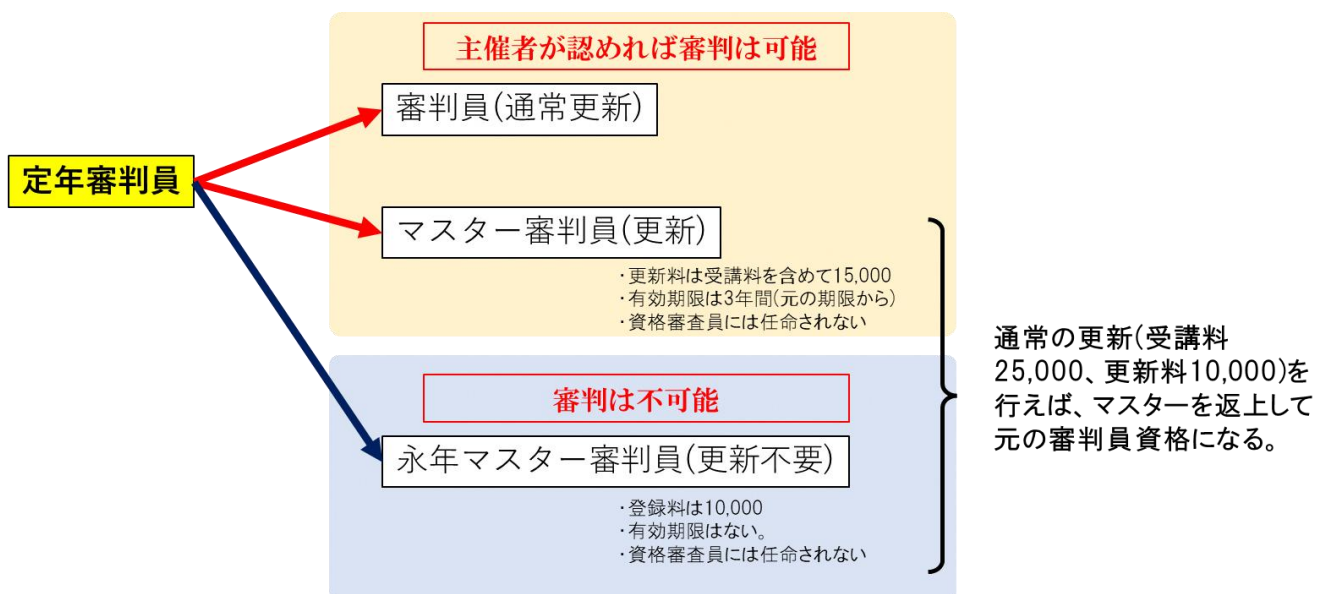 主催者が認めれば審判は可能
審判員(通常更新)
定年審判員
マスター審判員(更新)
・更新料は受講料を含めて15,000
・有効期限は3年間(元の期限から)
・資格審査員には任命されない
通常の更新(受講料
25,000、更新料10,000)を
行えば、マスターを返上して
元の審判員資格になる。
審判は不可能
永年マスター審判員(更新不要)
・登録料は10,000
・有効期限はない。
・資格審査員には任命されない